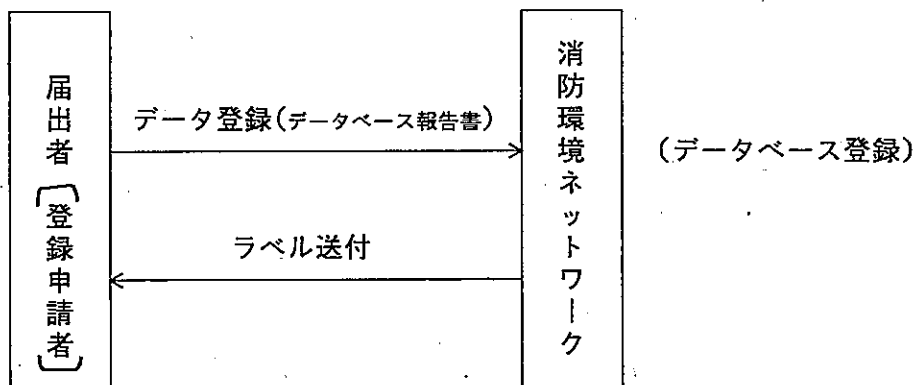 届出者〔登録申請者〕
データ登録(データベース報告書)
ラベル送付
消防環境ネットワーク
(データベース登録)